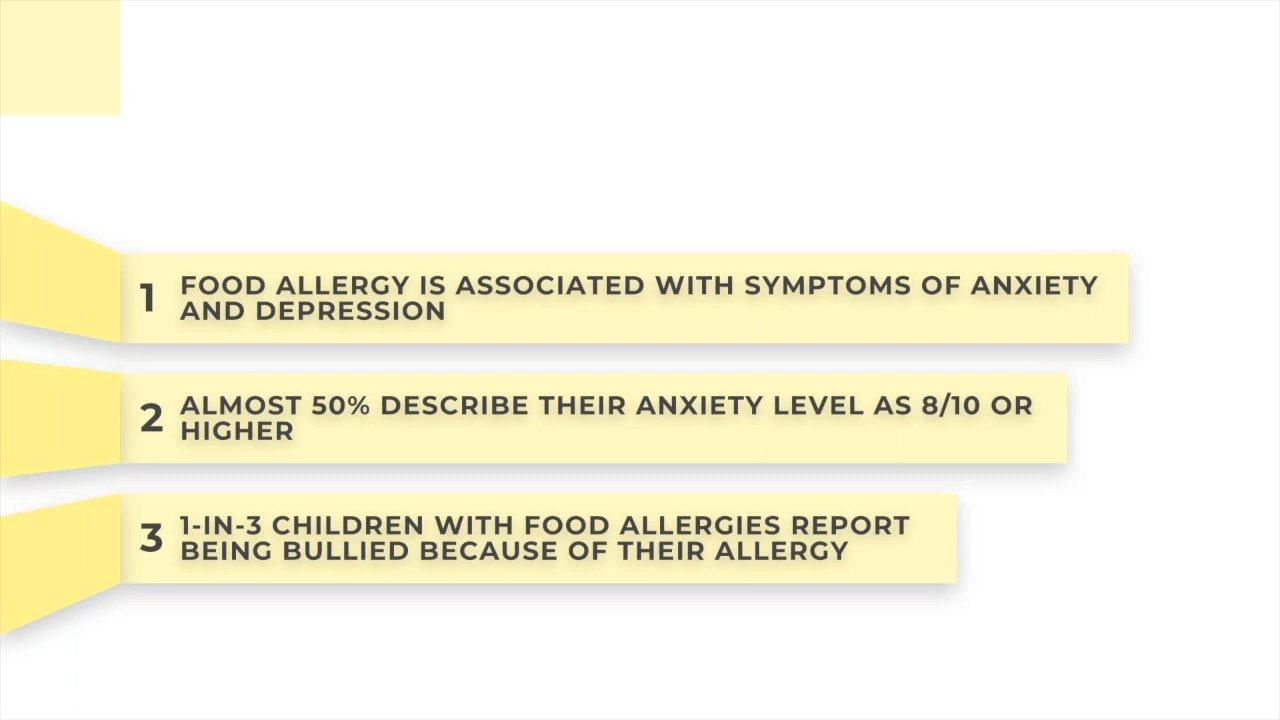 1
FOOD ALLERGY IS ASSOCIATED WITH SYMPTOMS OF ANXIETY
AND DEPRESSION
2
ALMOST 50% DESCRIBE THEIR ANXIETY LEVEL AS 8/10 OR
HIGHER
3
1-IN-3 CHILDREN WITH FOOD ALLERGIES REPORT
BEING BULLIED BECAUSE OF THEIR ALLERGY